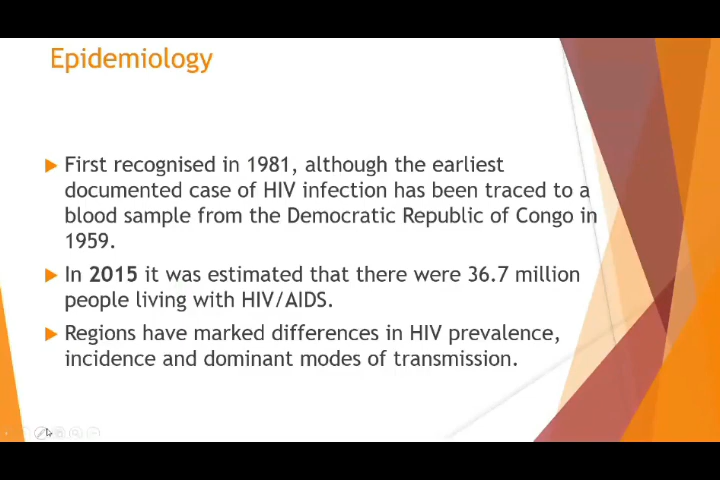 Epidemiology
First recognised in 1981, although the earliest
documented case of HIV infection has been traced to a
blood sample from the Democratic Republic of Congo in
1959.
In 2015 it was estimated that there were 36.7 million
people living with HIV/AIDS.
Regions have marked differences in HIV prevalence,
incidence and dominant modes of transmission.